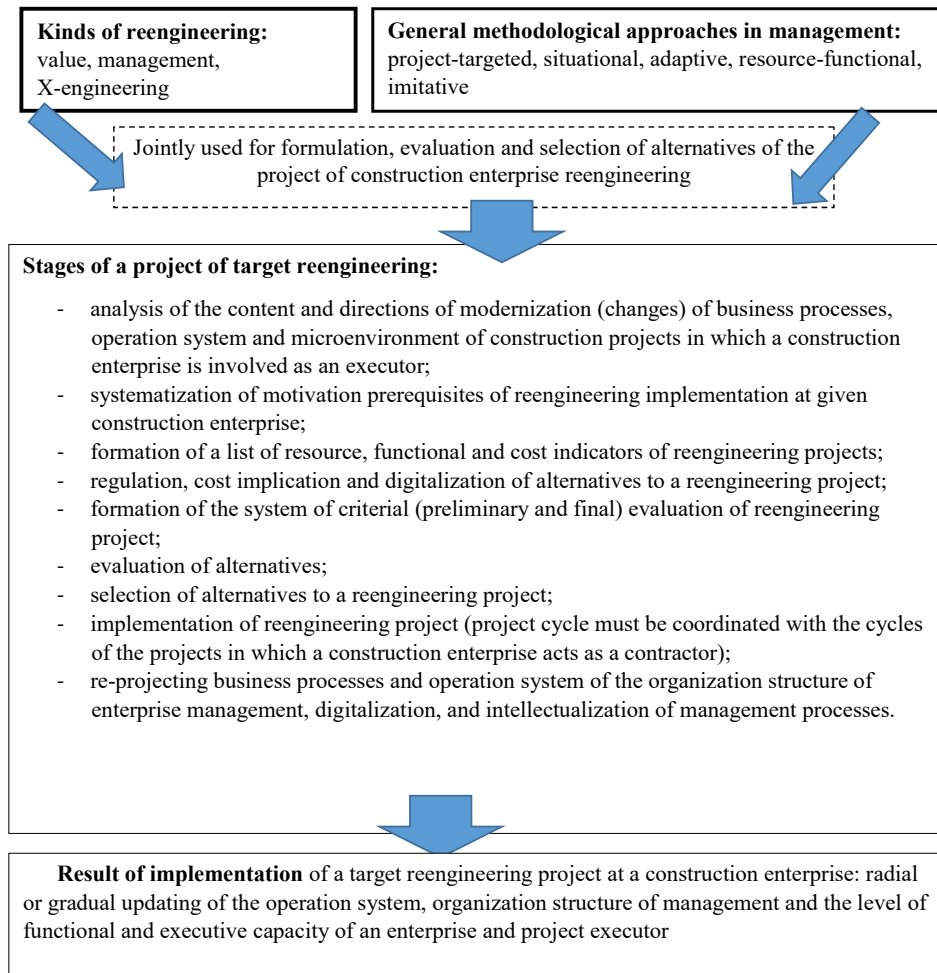 Kinds of reengineering:
value, management,
X-engineering
General methodological approaches in management:
project-targeted, situational, adaptive, resource-functional,
imitative
Jointly used for formulation, evaluation and selection of alternatives of the
project of construction enterprise reengineering
Stages of a project of target reengineering:
- analysis of the content and directions of modernization (changes) of business processes,
operation system and microenvironment of construction projects in which a construction
enterprise is involved as an executor;
- systematization of motivation prerequisites of reengineering implementation at given
construction enterprise;
- formation of a list of resource, functional and cost indicators of reengineering projects;
- regulation, cost implication and digitalization of alternatives to a reengineering project;
- formation of the system of criterial (preliminary and final) evaluation of reengineering
project;
- evaluation of alternatives;
- selection of alternatives to a reengineering project;
- implementation of reengineering project (project cycle must be coordinated with the cycles
of the projects in which a construction enterprise acts as a contractor);
- re-projecting business processes and operation system of the organization structure of
enterprise management, digitalization, and intellectualization of management processes.
Result of implementation of a target reengineering project at a construction enterprise: radial
or gradual updating of the operation system, organization structure of management and the level of
functional and executive capacity of an enterprise and project executor